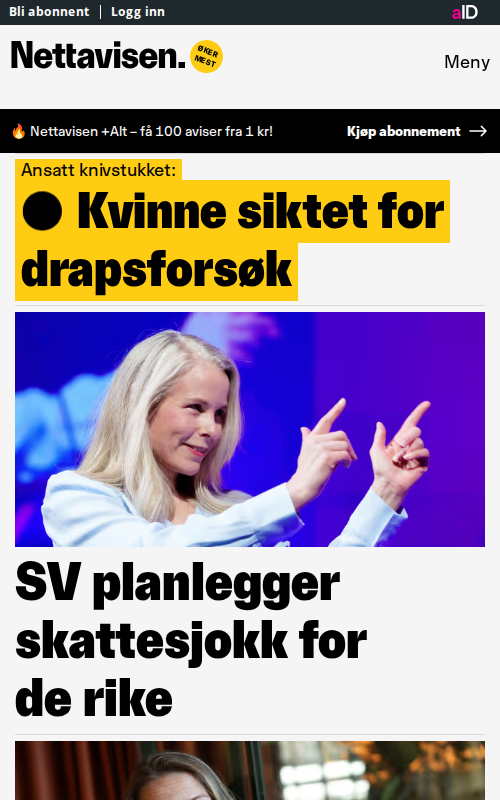 Bli abonnent | Logg inn
aID
Nettavisen.
ØKER
MEST
Meny
🔥 Nettavisen +Alt – få 100 aviser fra 1 kr!
Kjøp abonnement →
Ansatt knivstukket:
● Kvinne siktet for
drapsforsøk
SV planlegger
skattesjokk for
de rike